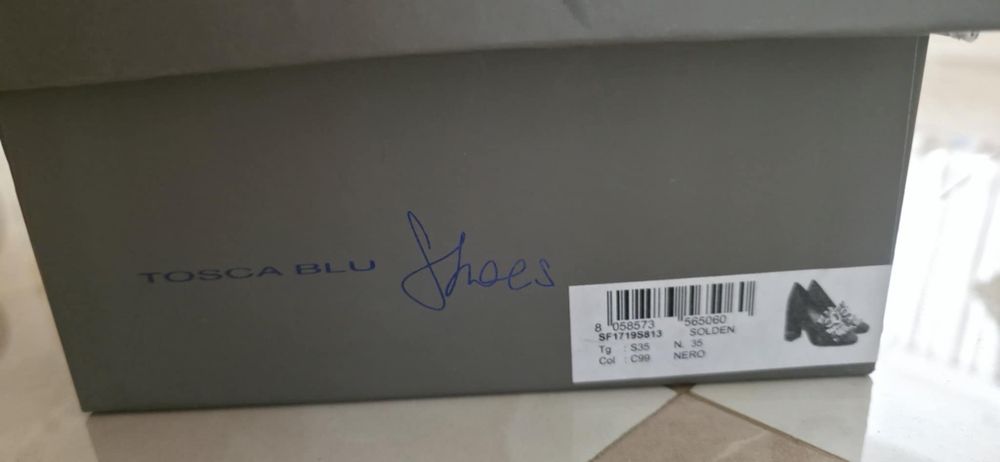 TOSCA BLU Shoes
8 058573 565060
SF1719S813 SOLDEN
Tg : S35 N. 35
Col : C99 NERO